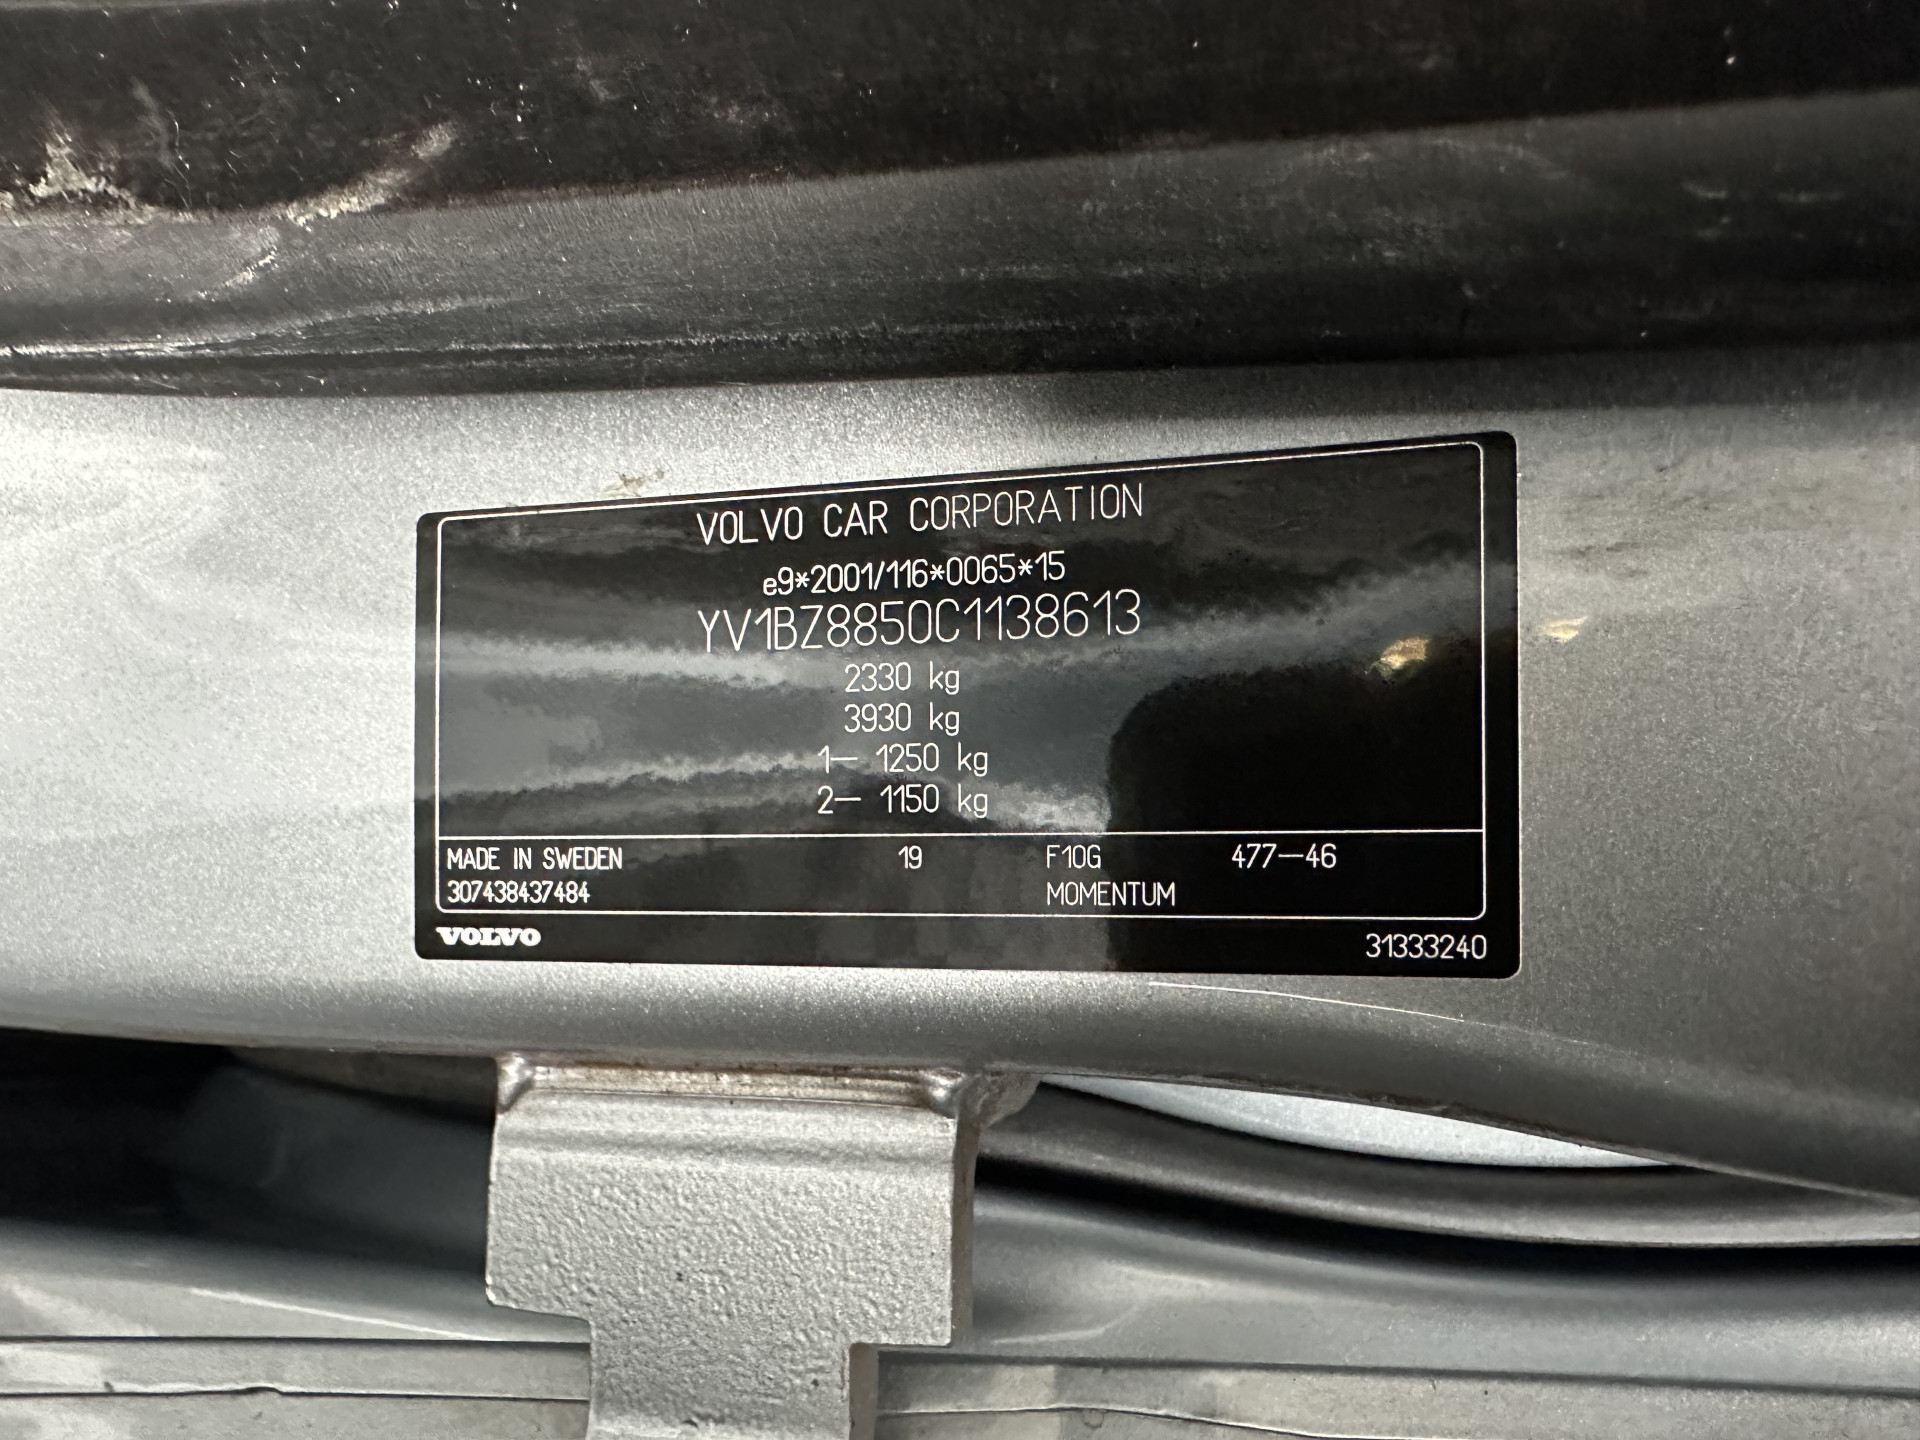 VOLVO CAR CORPORATION
e9*2001/116*0065*15
YV1BZ8850C1138613
2330 kg
3930 kg
1— 1250 kg
2— 1150 kg
MADE IN SWEDEN 19 F10G 477—46
307438437484 MOMENTUM
VOLVO 31333240